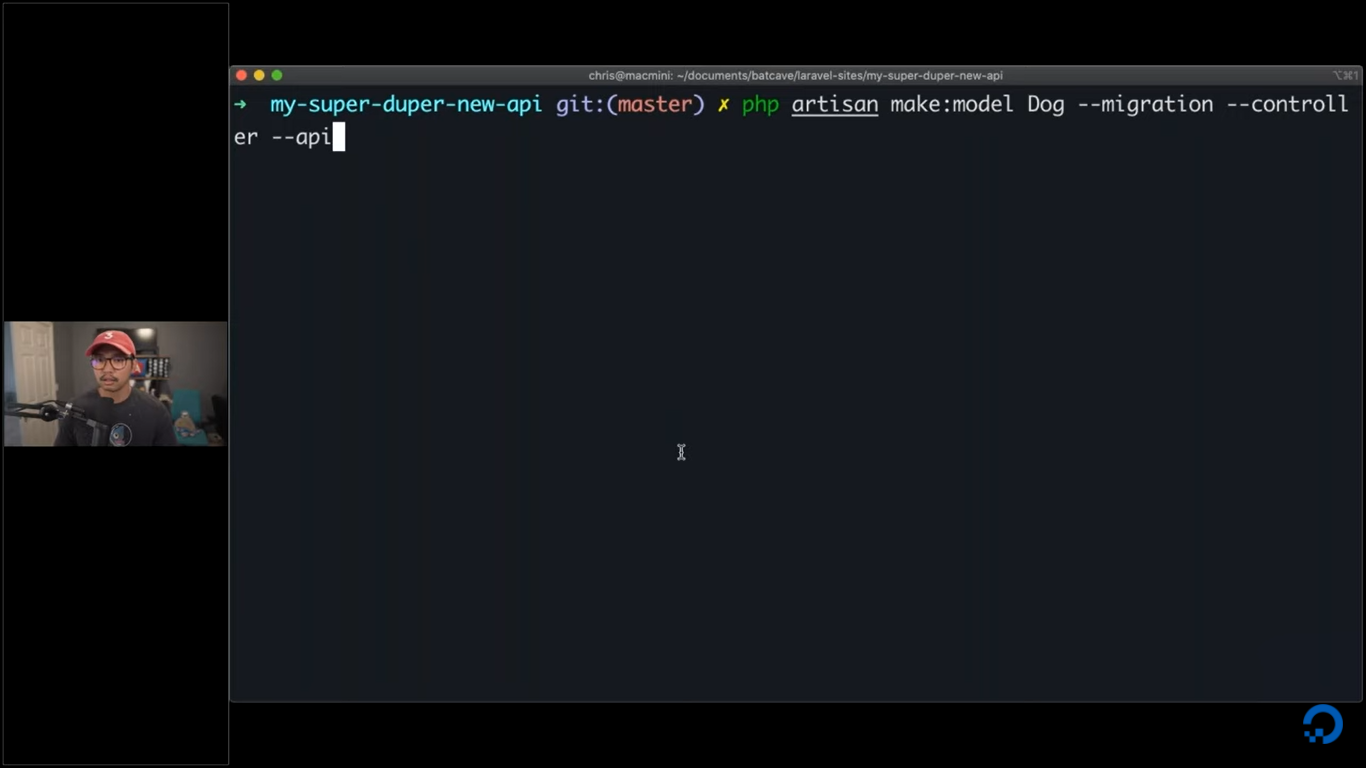 chris@macmini: ~/documents/batcave/laravel-sites/my-super-duper-new-api
⌥⌘1
➜ my-super-duper-new-api git:(master) ✗ php artisan make:model Dog --migration --controll
er --api